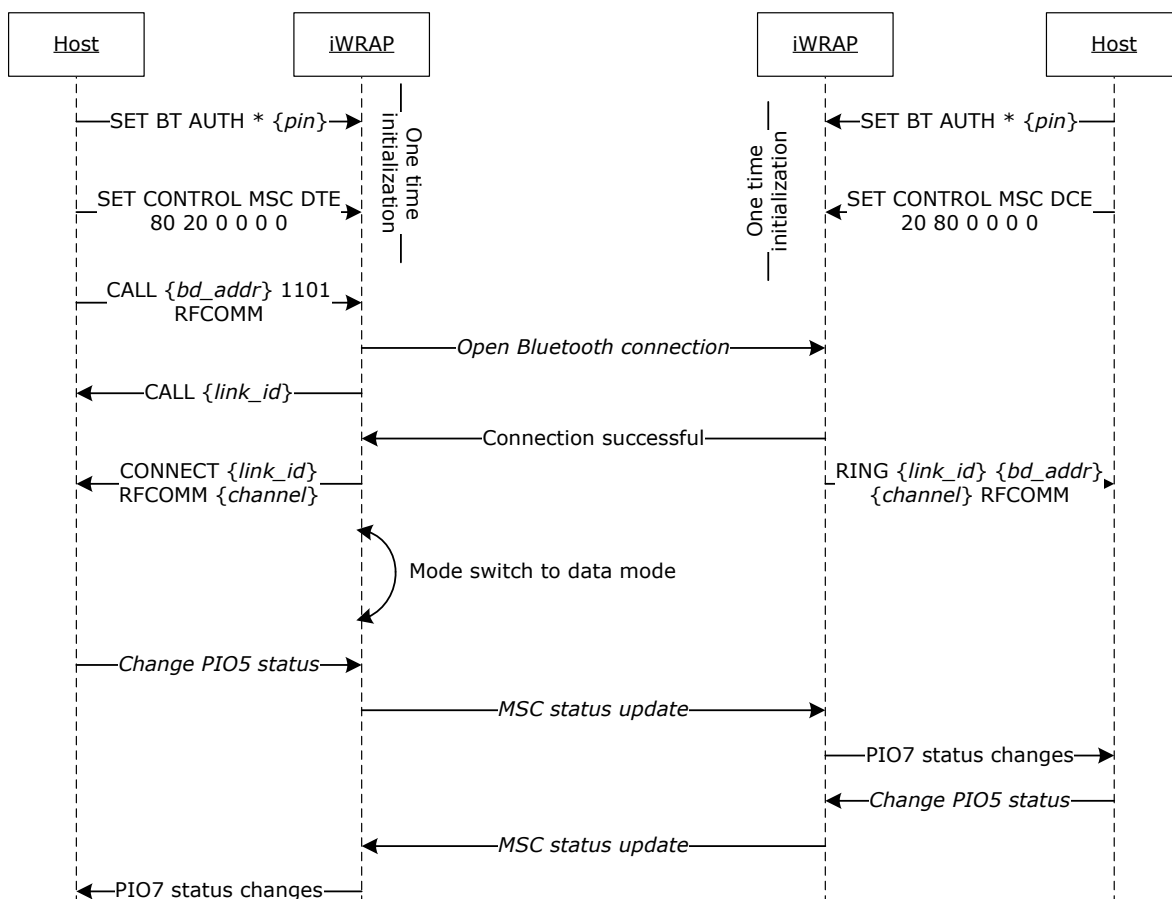 Host
iWRAP
iWRAP
Host
SET BT AUTH * {pin}
SET BT AUTH * {pin}
One time
initialization
One time
initialization
SET CONTROL MSC DTE
80 20 0 0 0 0
SET CONTROL MSC DCE
20 80 0 0 0 0
CALL {bd_addr} 1101
RFCOMM
Open Bluetooth connection
CALL {link_id}
Connection successful
CONNECT {link_id}
RFCOMM {channel}
RING {link_id} {bd_addr}
{channel} RFCOMM
Mode switch to data mode
Change PIO5 status
MSC status update
PIO7 status changes
Change PIO5 status
MSC status update
PIO7 status changes